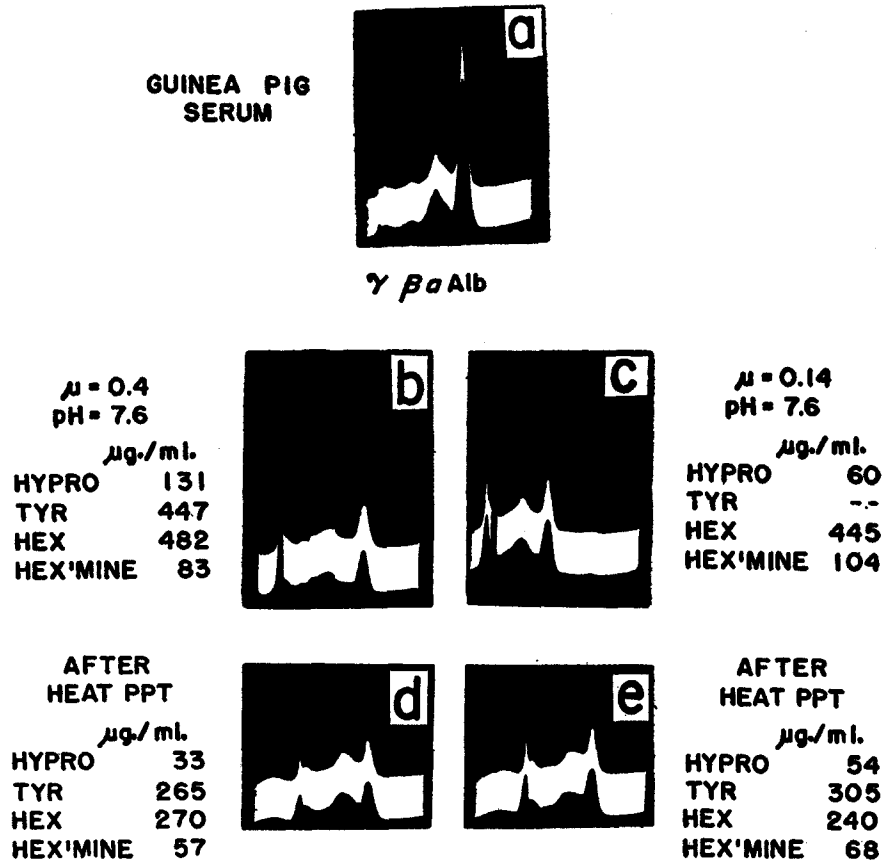 a
GUINEA PIG
SERUM
γ β α Alb
b
c
μ = 0.4
pH = 7.6
μg./ml.
HYPRO 131
TYR 447
HEX 482
HEX'MINE 83
μ = 0.14
pH = 7.6
μg./ml.
HYPRO 60
TYR -.-
HEX 445
HEX'MINE 104
d
e
AFTER
HEAT PPT
μg./ml.
HYPRO 33
TYR 265
HEX 270
HEX'MINE 57
AFTER
HEAT PPT
μg./ml.
HYPRO 54
TYR 305
HEX 240
HEX'MINE 68